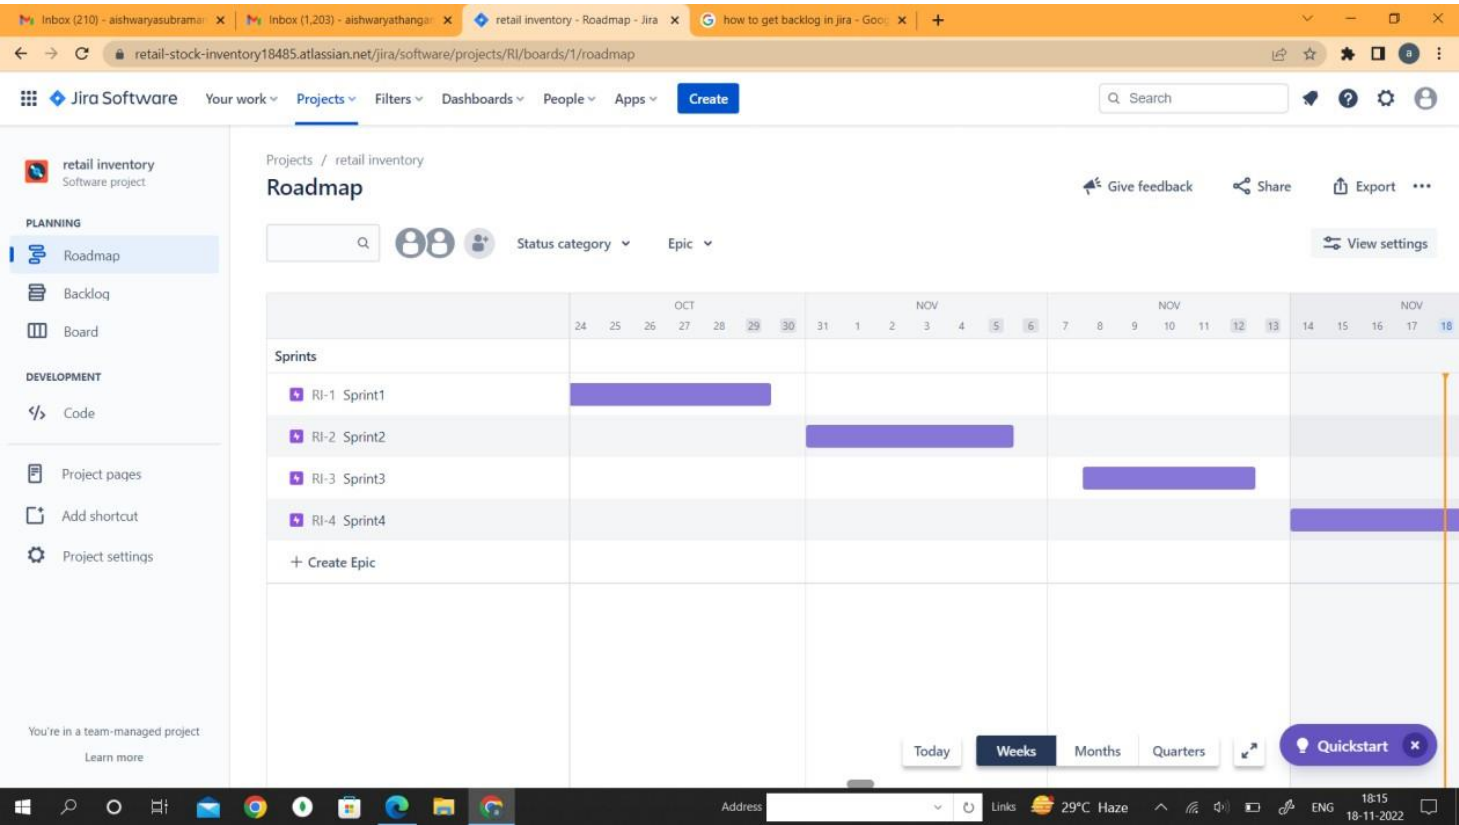 Inbox (210) - aishwaryasubramar
Inbox (1,203) - aishwaryathangar
retail inventory - Roadmap - Jira
how to get backlog in jira - Goog
retail-stock-inventory18485.atlassian.net/jira/software/projects/RI/boards/1/roadmap
a
Jira Software
Your work
Projects
Filters
Dashboards
People
Apps
Create
Search
retail inventory
Software project
Projects / retail inventory
Roadmap
Give feedback
Share
Export
PLANNING
Roadmap
Backlog
Board
DEVELOPMENT
Code
Project pages
Add shortcut
Project settings
Status category
Epic
View settings
OCT NOV NOV NOV
24 25 26 27 28 29 30 31 1 2 3 4 5 6 7 8 9 10 11 12 13 14 15 16 17 18
Sprints
RI-1 Sprint1
RI-2 Sprint2
RI-3 Sprint3
RI-4 Sprint4
+ Create Epic
You're in a team-managed project
Learn more
Today
Weeks
Months
Quarters
Quickstart
Address
Links
29°C Haze
ENG
18:15
18-11-2022